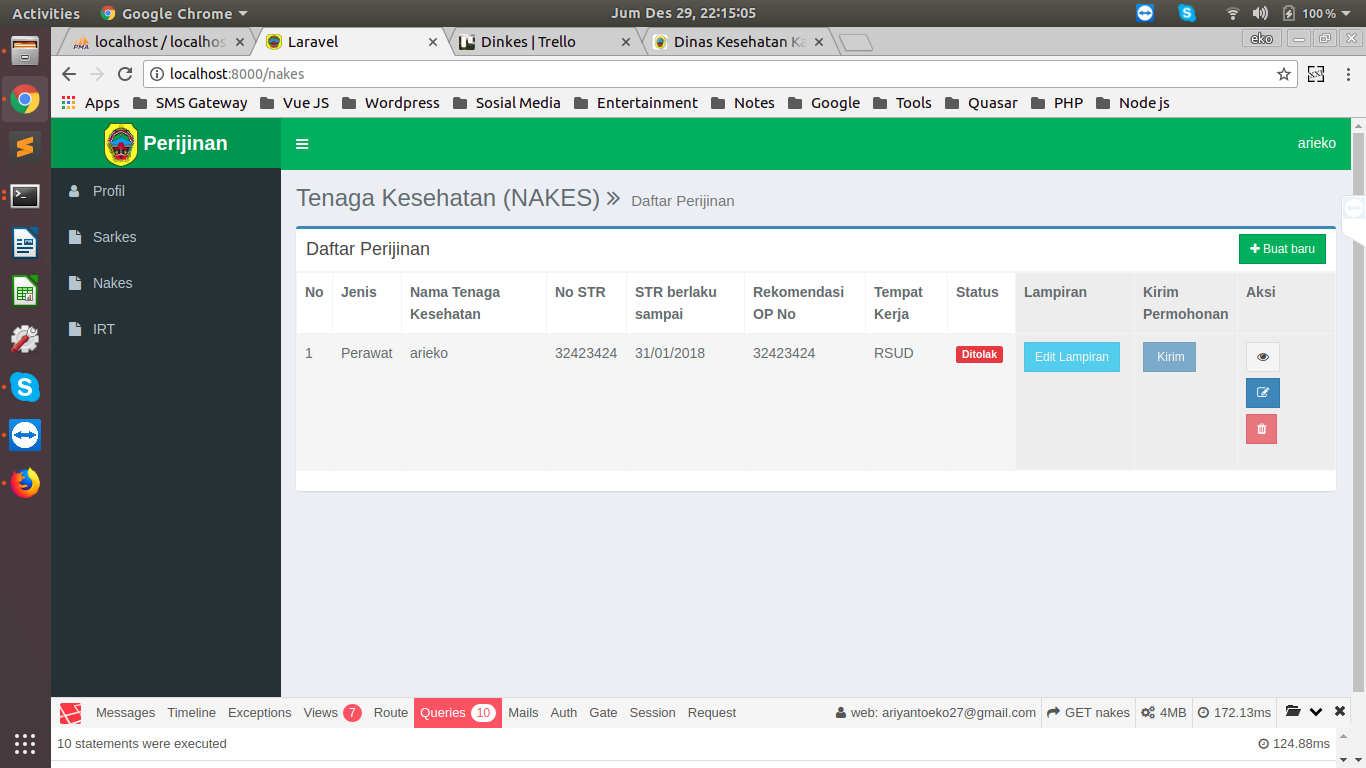 Activities Google Chrome Jum Des 29, 22:15:05 100 %
localhost / localhos Laravel Dinkes | Trello Dinas Kesehatan Ka eko
localhost:8000/nakes
Apps SMS Gateway Vue JS Wordpress Sosial Media Entertainment Notes Google Tools Quasar PHP Node js
Perijinan arieko
Profil
Sarkes
Nakes
IRT
Tenaga Kesehatan (NAKES) » Daftar Perijinan
Daftar Perijinan + Buat baru
No Jenis Nama Tenaga Kesehatan No STR STR berlaku sampai Rekomendasi OP No Tempat Kerja Status Lampiran Kirim Permohonan Aksi
1 Perawat arieko 32423424 31/01/2018 32423424 RSUD Ditolak Edit Lampiran Kirim
Messages Timeline Exceptions Views 7 Route Queries 10 Mails Auth Gate Session Request web: ariyantoeko27@gmail.com GET nakes 4MB 172.13ms
10 statements were executed 124.88ms